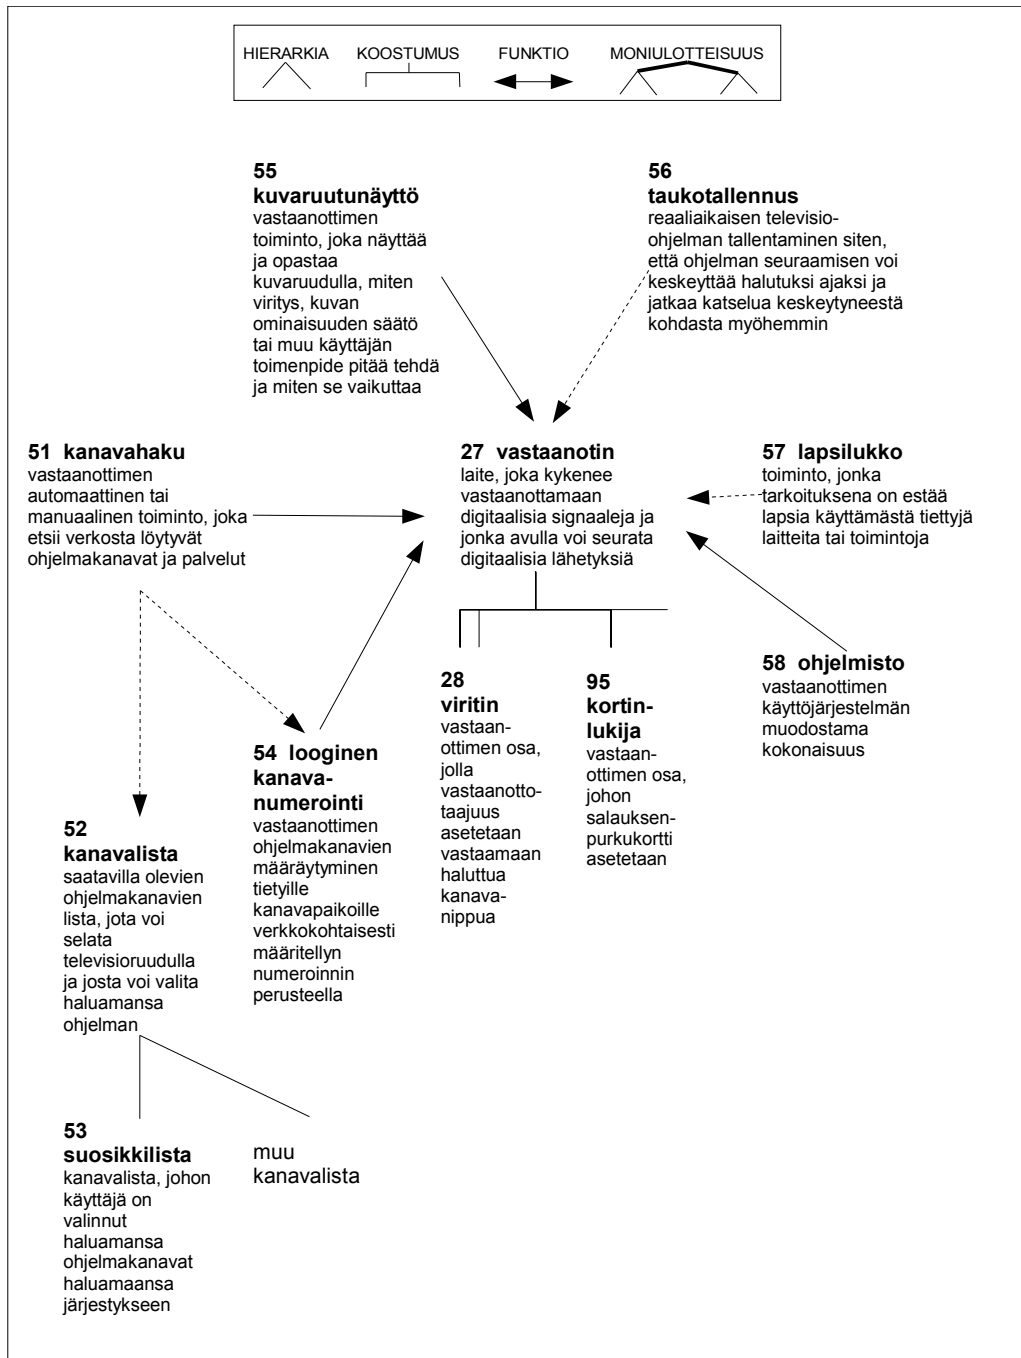 HIERARKIA KOOSTUMUS FUNKTIO MONIULOTTEISUUS
55
kuvaruutunäyttö
vastaanottimen
toiminto, joka näyttää
ja opastaa
kuvaruudulla, miten
viritys, kuvan
ominaisuuden säätö
tai muu käyttäjän
toimenpide pitää tehdä
ja miten se vaikuttaa
56
taukotallennus
reaaliaikaisen televisio-
ohjelman tallentaminen siten,
että ohjelman seuraamisen voi
keskeyttää halutuksi ajaksi ja
jatkaa katselua keskeytyneestä
kohdasta myöhemmin
51 kanavahaku
vastaanottimen
automaattinen tai
manuaalinen toiminto, joka
etsii verkosta löytyvät
ohjelmakanavat ja palvelut
27 vastaanotin
laite, joka kykenee
vastaanottamaan
digitaalisia signaaleja ja
jonka avulla voi seurata
digitaalisia lähetyksiä
57 lapsilukko
toiminto, jonka
tarkoituksena on estää
lapsia käyttämästä tiettyjä
laitteita tai toimintoja
58 ohjelmisto
vastaanottimen
käyttöjärjestelmän
muodostama
kokonaisuus
28
viritin
vastaan-
ottimen osa,
jolla
vastaanotto-
taajuus
asetetaan
vastaamaan
haluttua
kanava-
nippua
95
kortin-
lukija
vastaan-
ottimen osa,
johon
salauksen-
purkukortti
asetetaan
54 looginen
kanava-
numerointi
vastaanottimen
ohjelmakanavien
määräytyminen
tietyille
kanavapaikoille
verkkokohtaisesti
määritellyn
numeroinnin
perusteella
52
kanavalista
saatavilla olevien
ohjelmakanavien
lista, jota voi
selata
televisioruudulla
ja josta voi valita
haluamansa
ohjelman
53
suosikkilista
kanavalista, johon
käyttäjä on
valinnut
haluamansa
ohjelmakanavat
haluamaansa
järjestykseen
muu
kanavalista